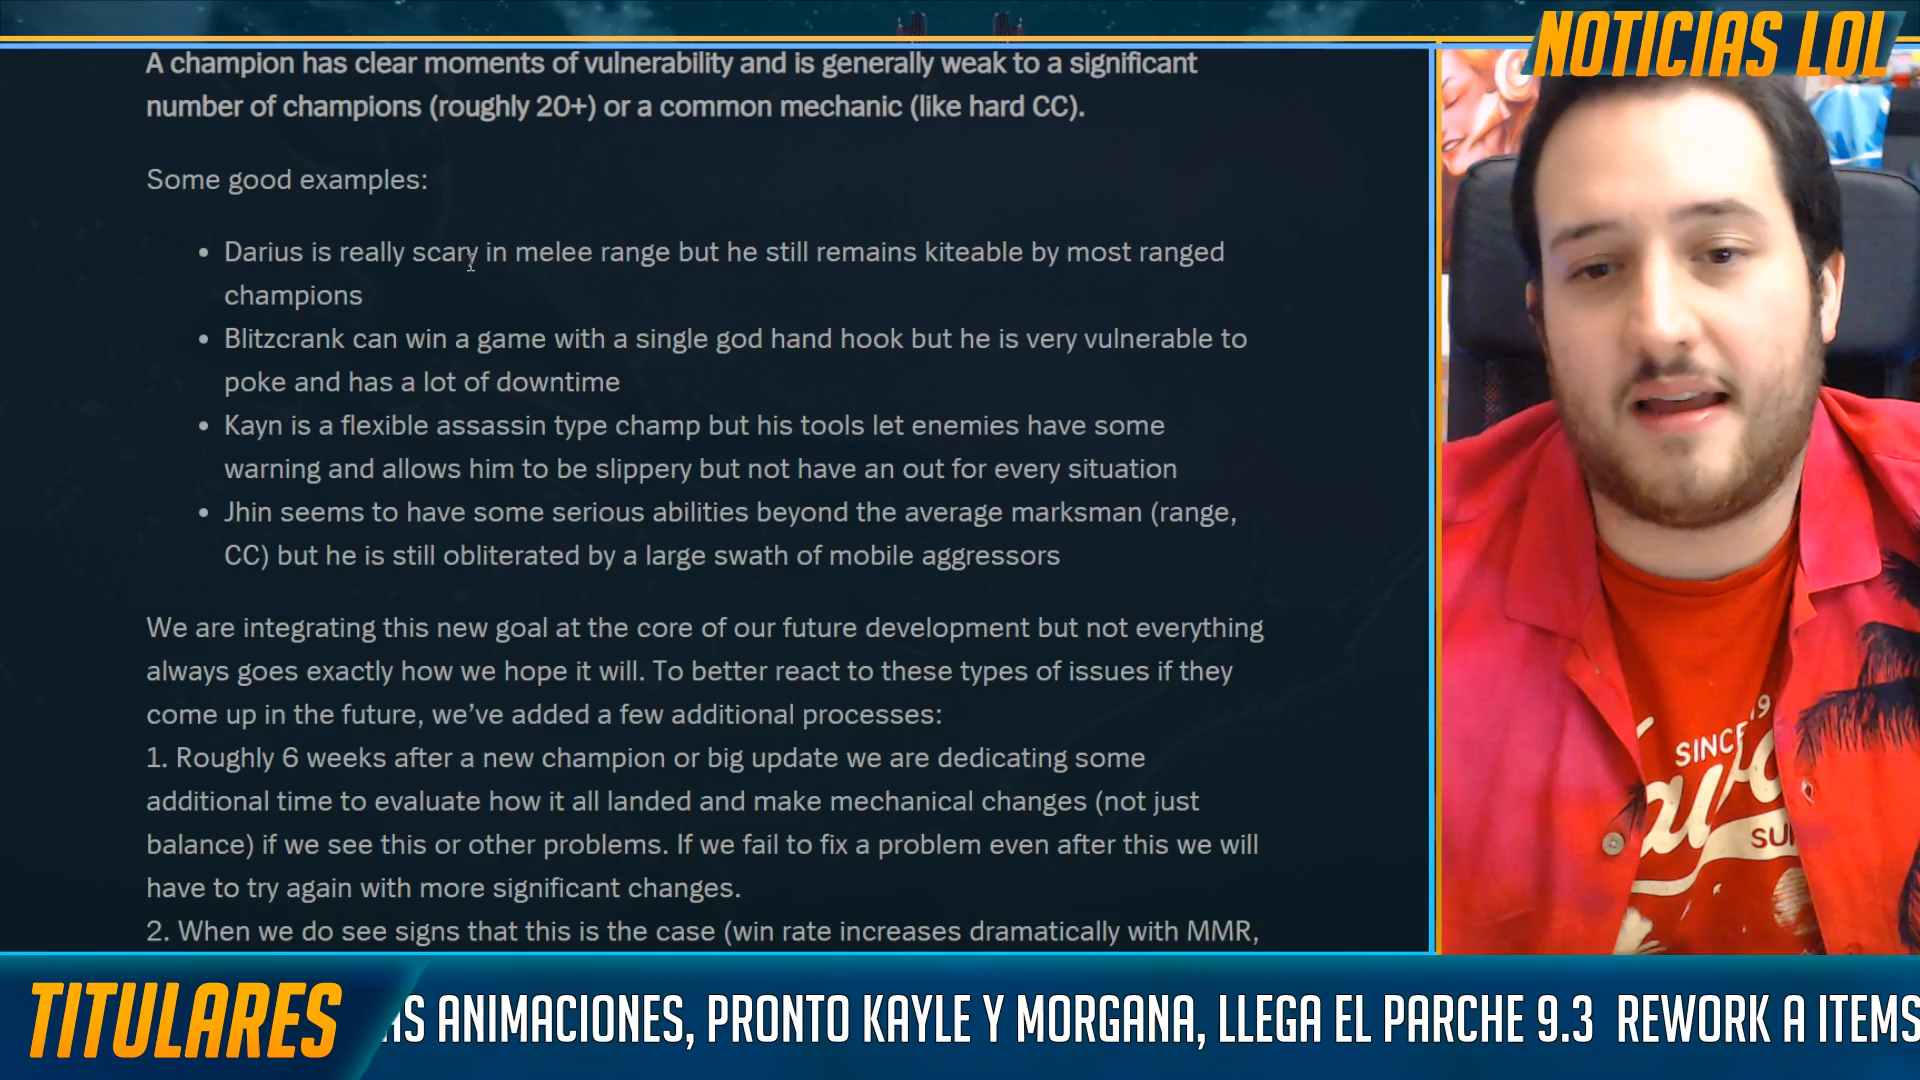 NOTICIAS LOL
A champion has clear moments of vulnerability and is generally weak to a significant
number of champions (roughly 20+) or a common mechanic (like hard CC).
Some good examples:
• Darius is really scary in melee range but he still remains kiteable by most ranged
champions
• Blitzcrank can win a game with a single god hand hook but he is very vulnerable to
poke and has a lot of downtime
• Kayn is a flexible assassin type champ but his tools let enemies have some
warning and allows him to be slippery but not have an out for every situation
• Jhin seems to have some serious abilities beyond the average marksman (range,
CC) but he is still obliterated by a large swath of mobile aggressors
We are integrating this new goal at the core of our future development but not everything
always goes exactly how we hope it will. To better react to these types of issues if they
come up in the future, we’ve added a few additional processes:
1. Roughly 6 weeks after a new champion or big update we are dedicating some
additional time to evaluate how it all landed and make mechanical changes (not just
balance) if we see this or other problems. If we fail to fix a problem even after this we will
have to try again with more significant changes.
2. When we do see signs that this is the case (win rate increases dramatically with MMR,
SINCE 19
TITULARES
ANIMACIONES, PRONTO KAYLE Y MORGANA, LLEGA EL PARCHE 9.3 REWORK A ITEMS